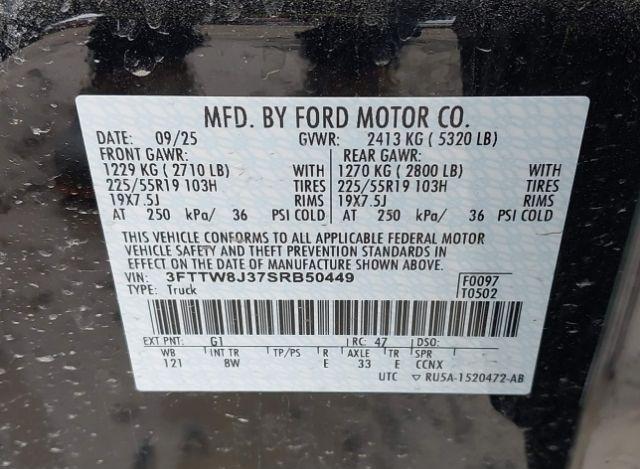 MFD. BY FORD MOTOR CO.
DATE: 09/25 GVWR: 2413 KG ( 5320 LB)
FRONT GAWR: REAR GAWR:
1229 KG ( 2710 LB) WITH 1270 KG ( 2800 LB) WITH
225/55R19 103H TIRES 225/55R19 103H TIRES
19X7.5J RIMS 19X7.5J RIMS
AT 250 kPa/ 36 PSI COLD AT 250 kPa/ 36 PSI COLD
THIS VEHICLE CONFORMS TO ALL APPLICABLE FEDERAL MOTOR
VEHICLE SAFETY AND THEFT PREVENTION STANDARDS IN
EFFECT ON THE DATE OF MANUFACTURE SHOWN ABOVE.
VIN: 3FTTW8J37SRB50449 F0097
TYPE: Truck T0502
EXT PNT: G1 RC: 47 DSO:
WB INT TR TP/PS R AXLE TR SPR
121 8W E 33 E CCNX
UTC ▽ RU5A-1520472-AB